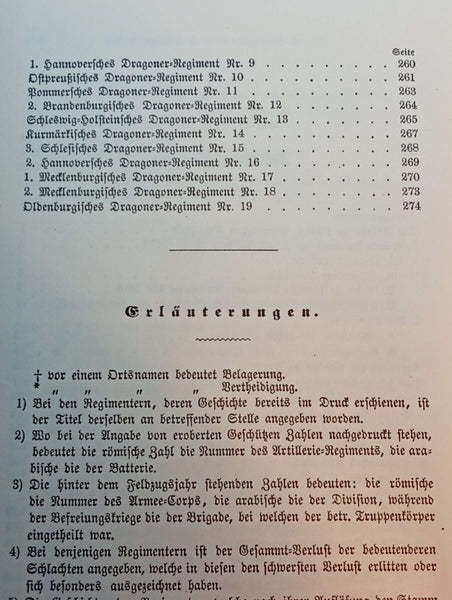 Seite
1. Hannoversches Dragoner-Regiment Nr. 9 . . . . . . . . . 260
Ostpreußisches Dragoner-Regiment Nr. 10 . . . . . . . . . 261
Pommersches Dragoner-Regiment Nr. 11 . . . . . . . . . 263
2. Brandenburgisches Dragoner-Regiment Nr. 12 . . . . . . . 264
Schleswig-Holsteinsches Dragoner-Regiment Nr. 13 . . . . . . 265
Kurmärkisches Dragoner-Regiment Nr. 14 . . . . . . . . . 267
3. Schlesisches Dragoner-Regiment Nr. 15 . . . . . . . . . 268
2. Hannoversches Dragoner-Regiment Nr. 16 . . . . . . . . 269
1. Mecklenburgisches Dragoner-Regiment Nr. 17 . . . . . . . 270
2. Mecklenburgisches Dragoner-Regiment Nr. 18 . . . . . . . 273
Oldenburgisches Dragoner-Regiment Nr. 19 . . . . . . . . 274
Erläuterungen.
† vor einem Ortsnamen bedeutet Belagerung.
* „ „ „ „ Vertheidigung.
1) Bei den Regimentern, deren Geschichte bereits im Druck erschienen, ist
der Titel derselben an betreffender Stelle angegeben worden.
2) Wo bei der Angabe von eroberten Geschützen Zahlen nachgedruckt stehen,
bedeutet die römische Zahl die Nummer des Artillerie-Regiments, die ara-
bische die der Batterie.
3) Die hinter dem Feldzugsjahr stehenden Zahlen bedeuten: die römische
die Nummer des Armee-Corps, die arabische die der Division, während
der Befreiungskriege die der Brigade, bei welchen der betr. Truppenkörper
eingetheilt war.
4) Bei denjenigen Regimentern ist der Gesammt-Verlust der bedeutenderen
Schlachten angegeben, welche in diesen den schwersten Verlust erlitten oder
sich besonders ausgezeichnet haben.